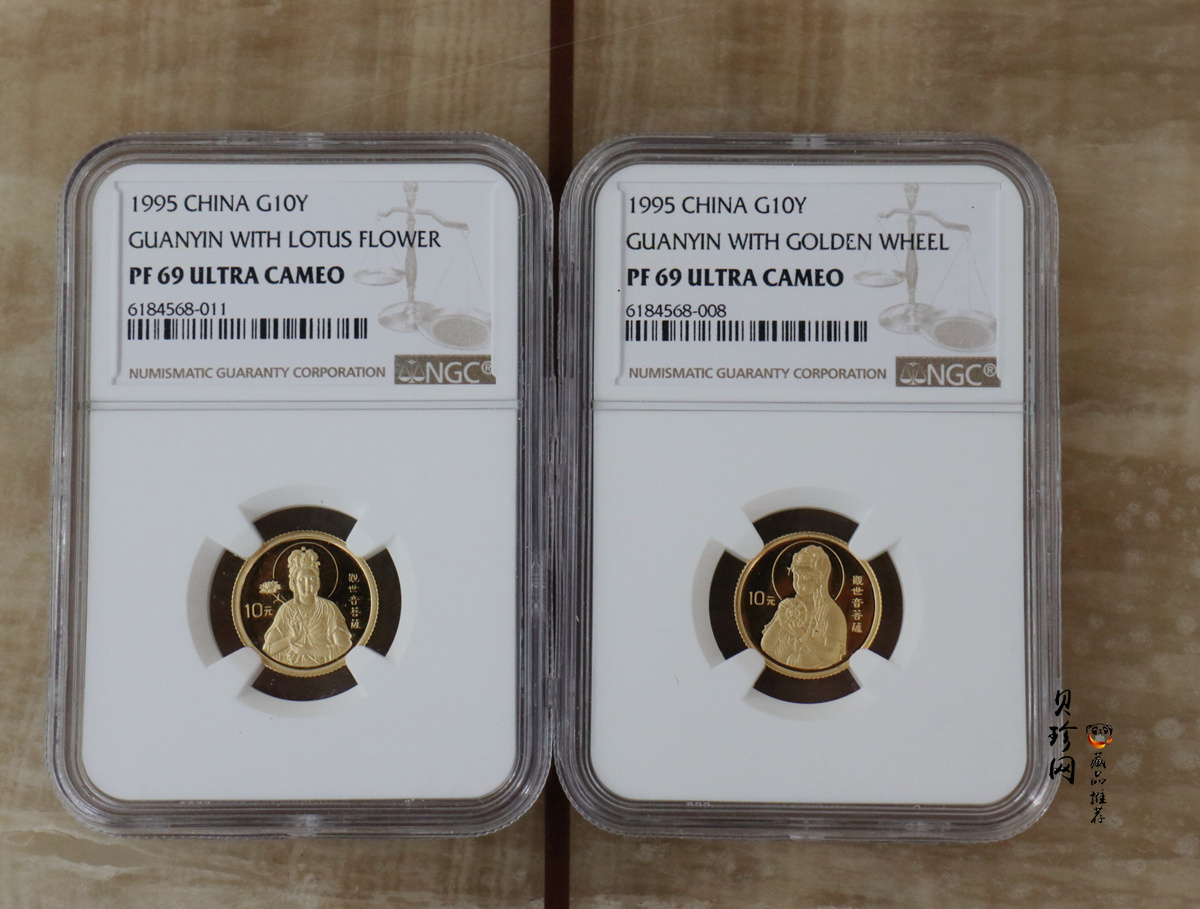 1995 CHINA G10Y
GUANYIN WITH LOTUS FLOWER
PF 69 ULTRA CAMEO
6184568-011
NUMISMATIC GUARANTY CORPORATION
NGC®
10元
觀世音菩薩
1995 CHINA G10Y
GUANYIN WITH GOLDEN WHEEL
PF 69 ULTRA CAMEO
6184568-008
NUMISMATIC GUARANTY CORPORATION
NGC®
10元
觀世音菩薩
贝珍网
藏品推荐